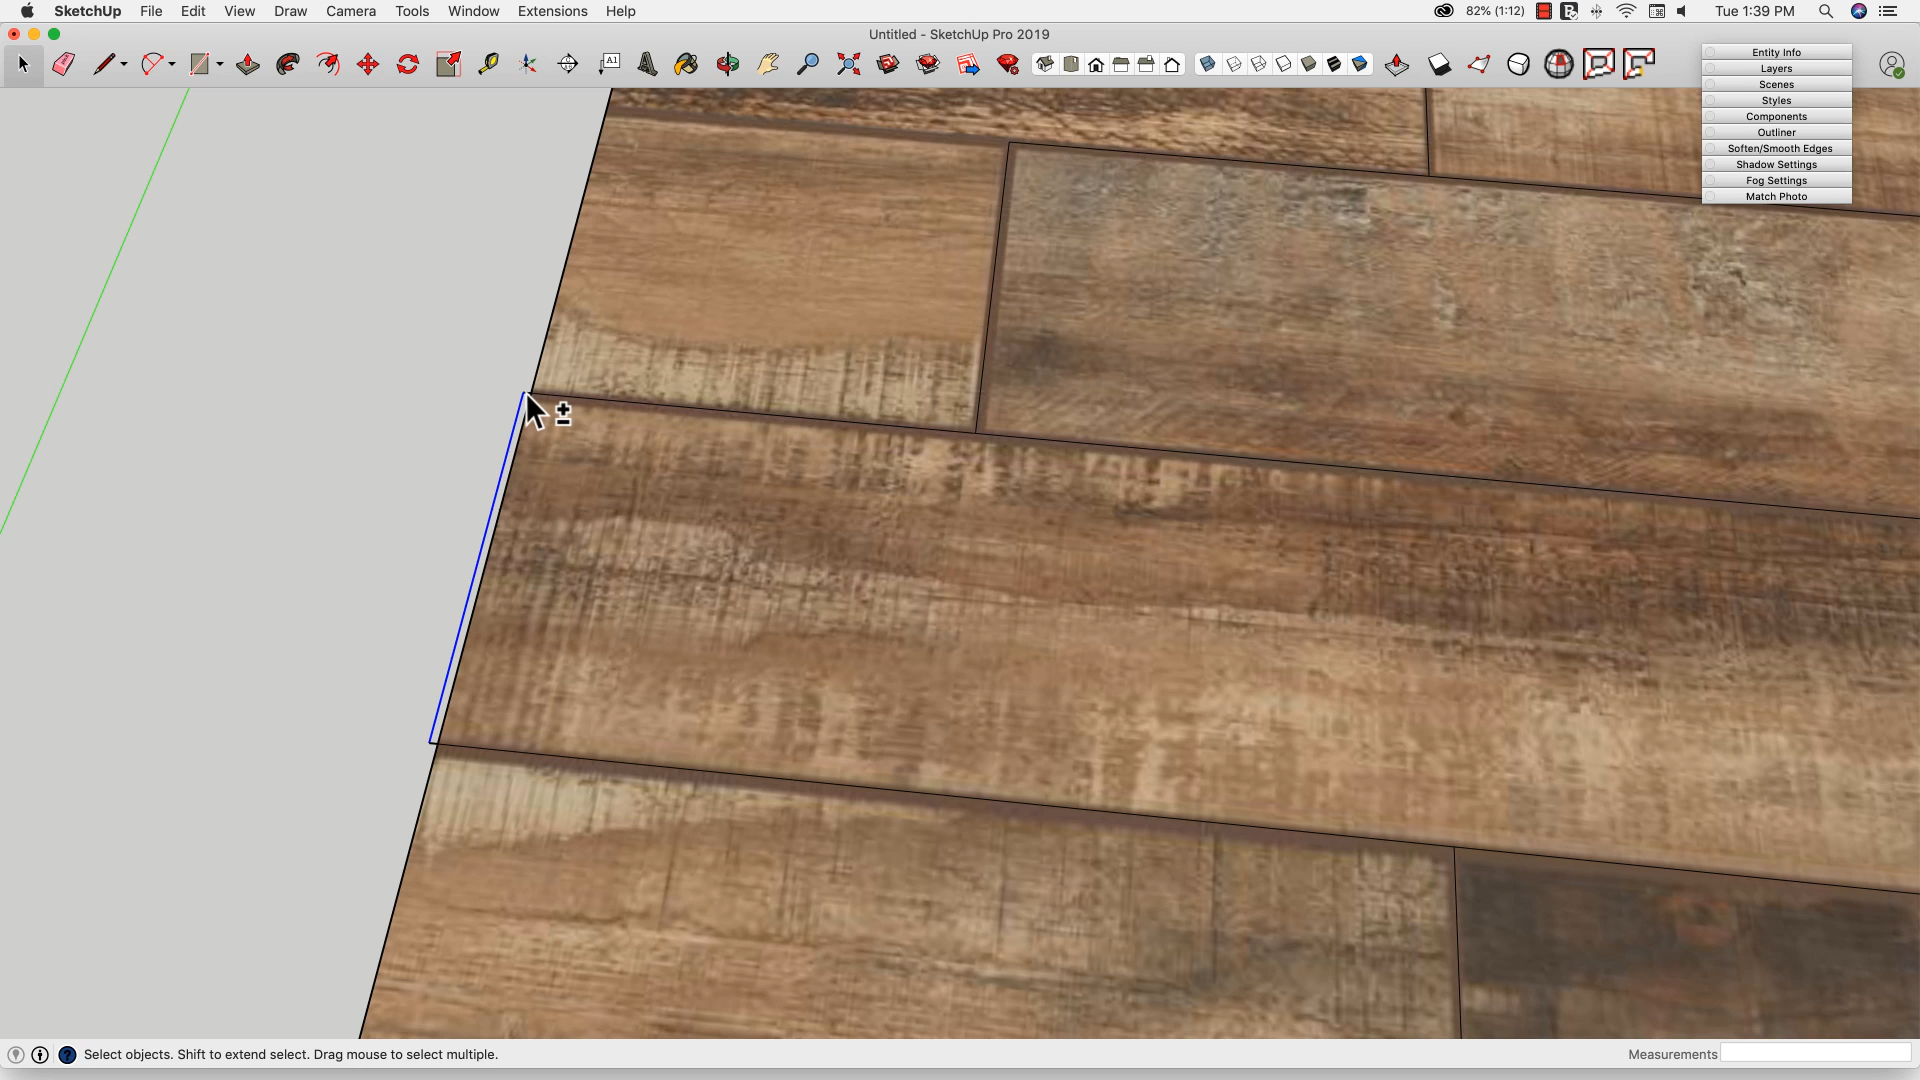 SketchUp File Edit View Draw Camera Tools Window Extensions Help 82% (1:12) Tue 1:39 PM
Untitled - SketchUp Pro 2019
A1
Entity Info
Layers
Scenes
Styles
Components
Outliner
Soften/Smooth Edges
Shadow Settings
Fog Settings
Match Photo
Select objects. Shift to extend select. Drag mouse to select multiple. Measurements